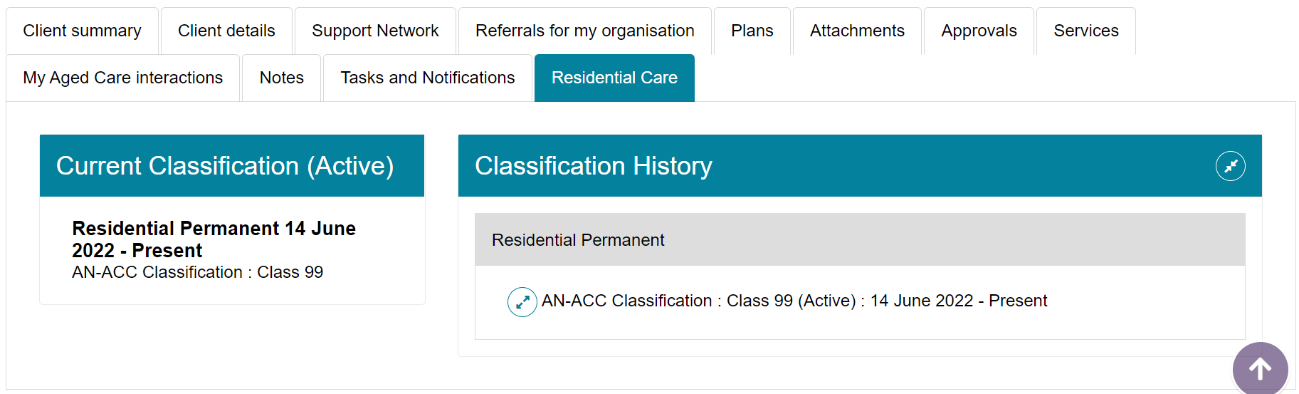 Client summary Client details Support Network Referrals for my organisation Plans Attachments Approvals Services
My Aged Care interactions Notes Tasks and Notifications Residential Care
Current Classification (Active)
Residential Permanent 14 June
2022 - Present
AN-ACC Classification : Class 99
Classification History
Residential Permanent
AN-ACC Classification : Class 99 (Active) : 14 June 2022 - Present